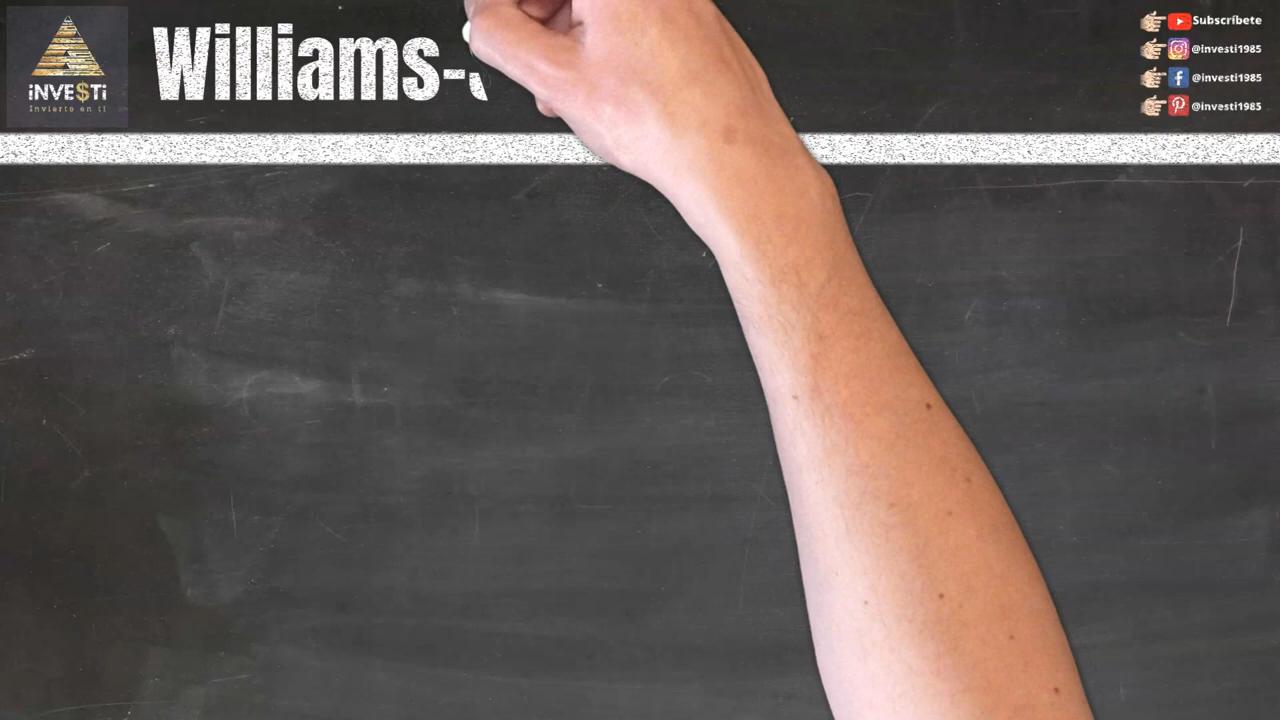 Williams-
iNVE$Ti
Invierto en ti
Subscríbete
@investi1985
@investi1985
@investi1985